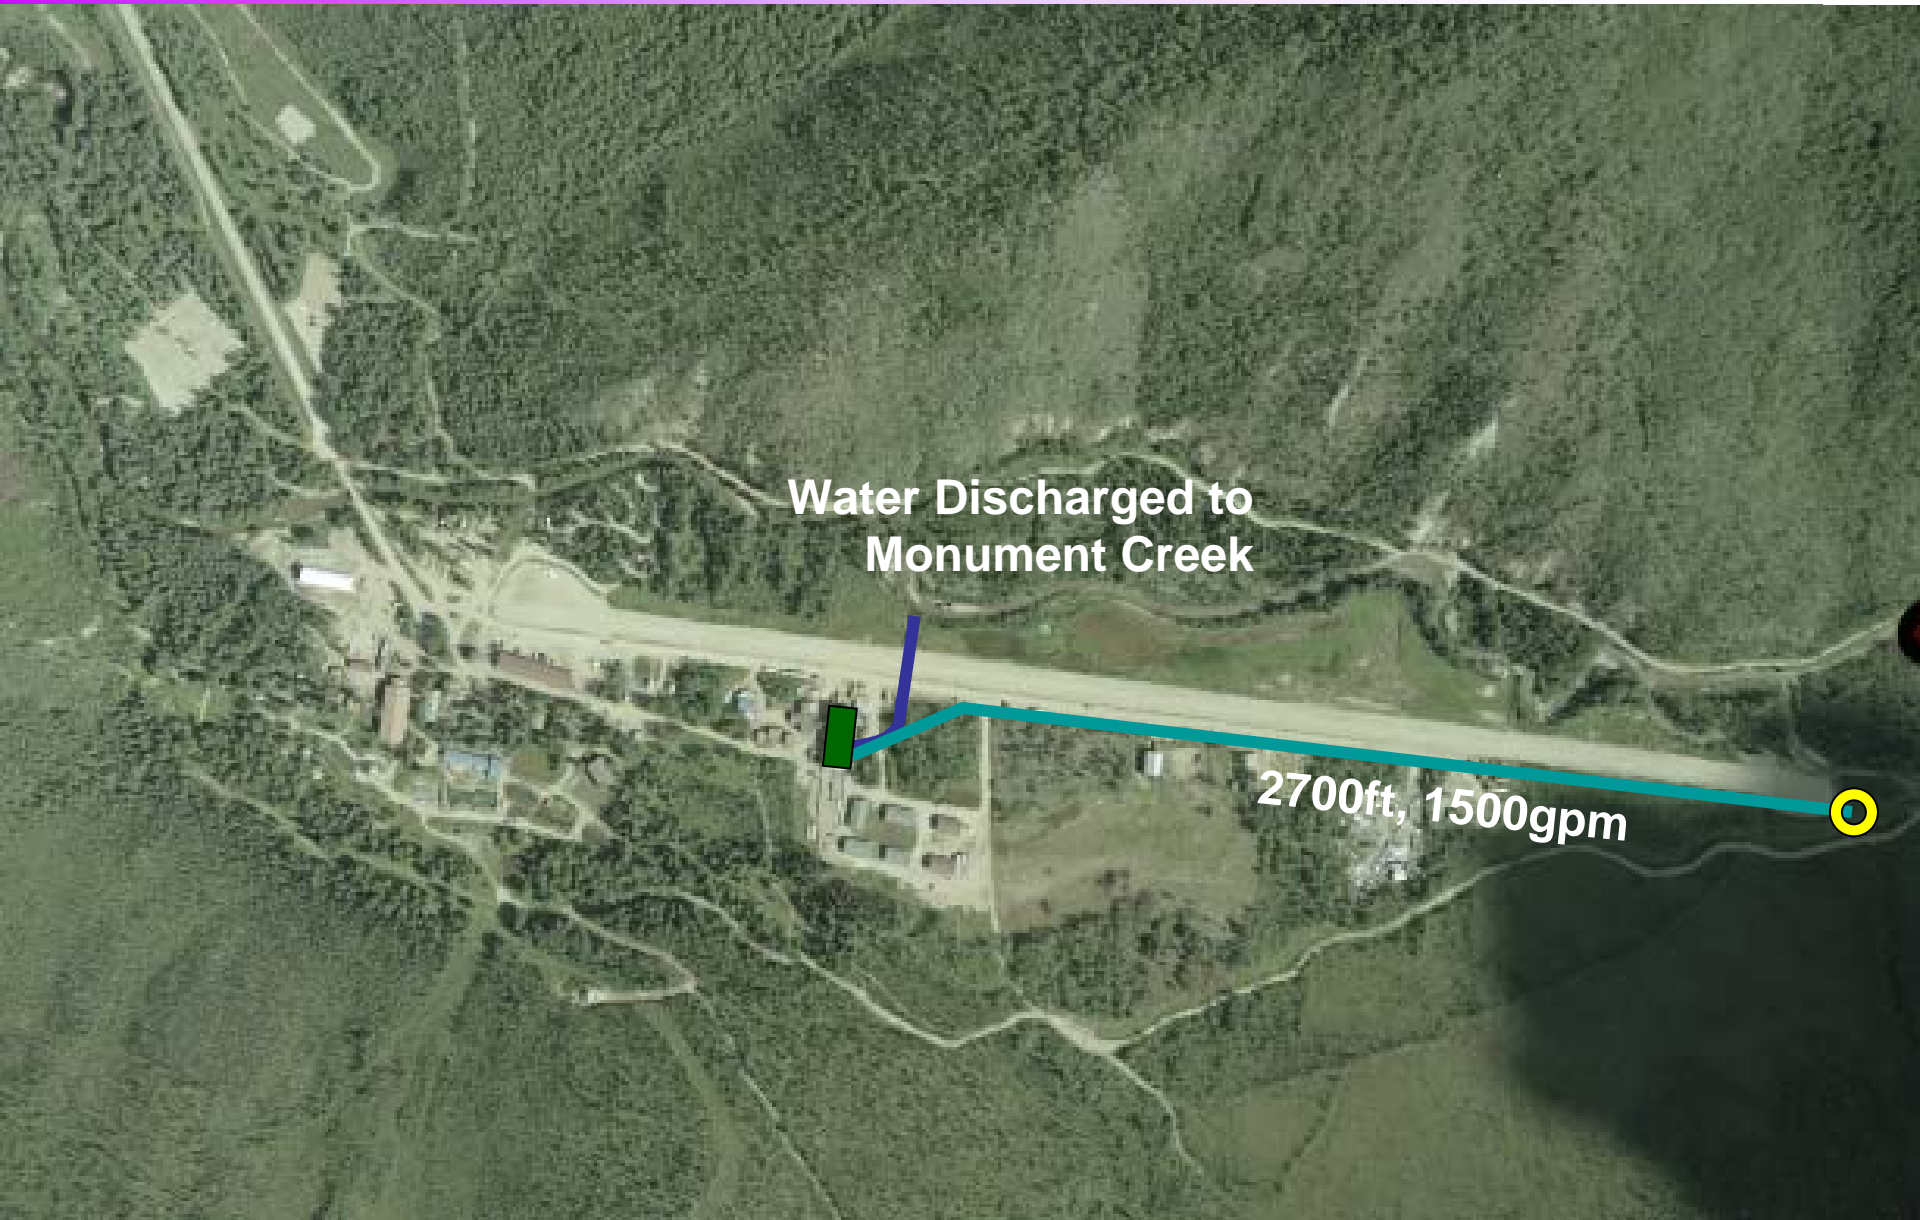 Water Discharged to
Monument Creek
2700ft, 1500gpm